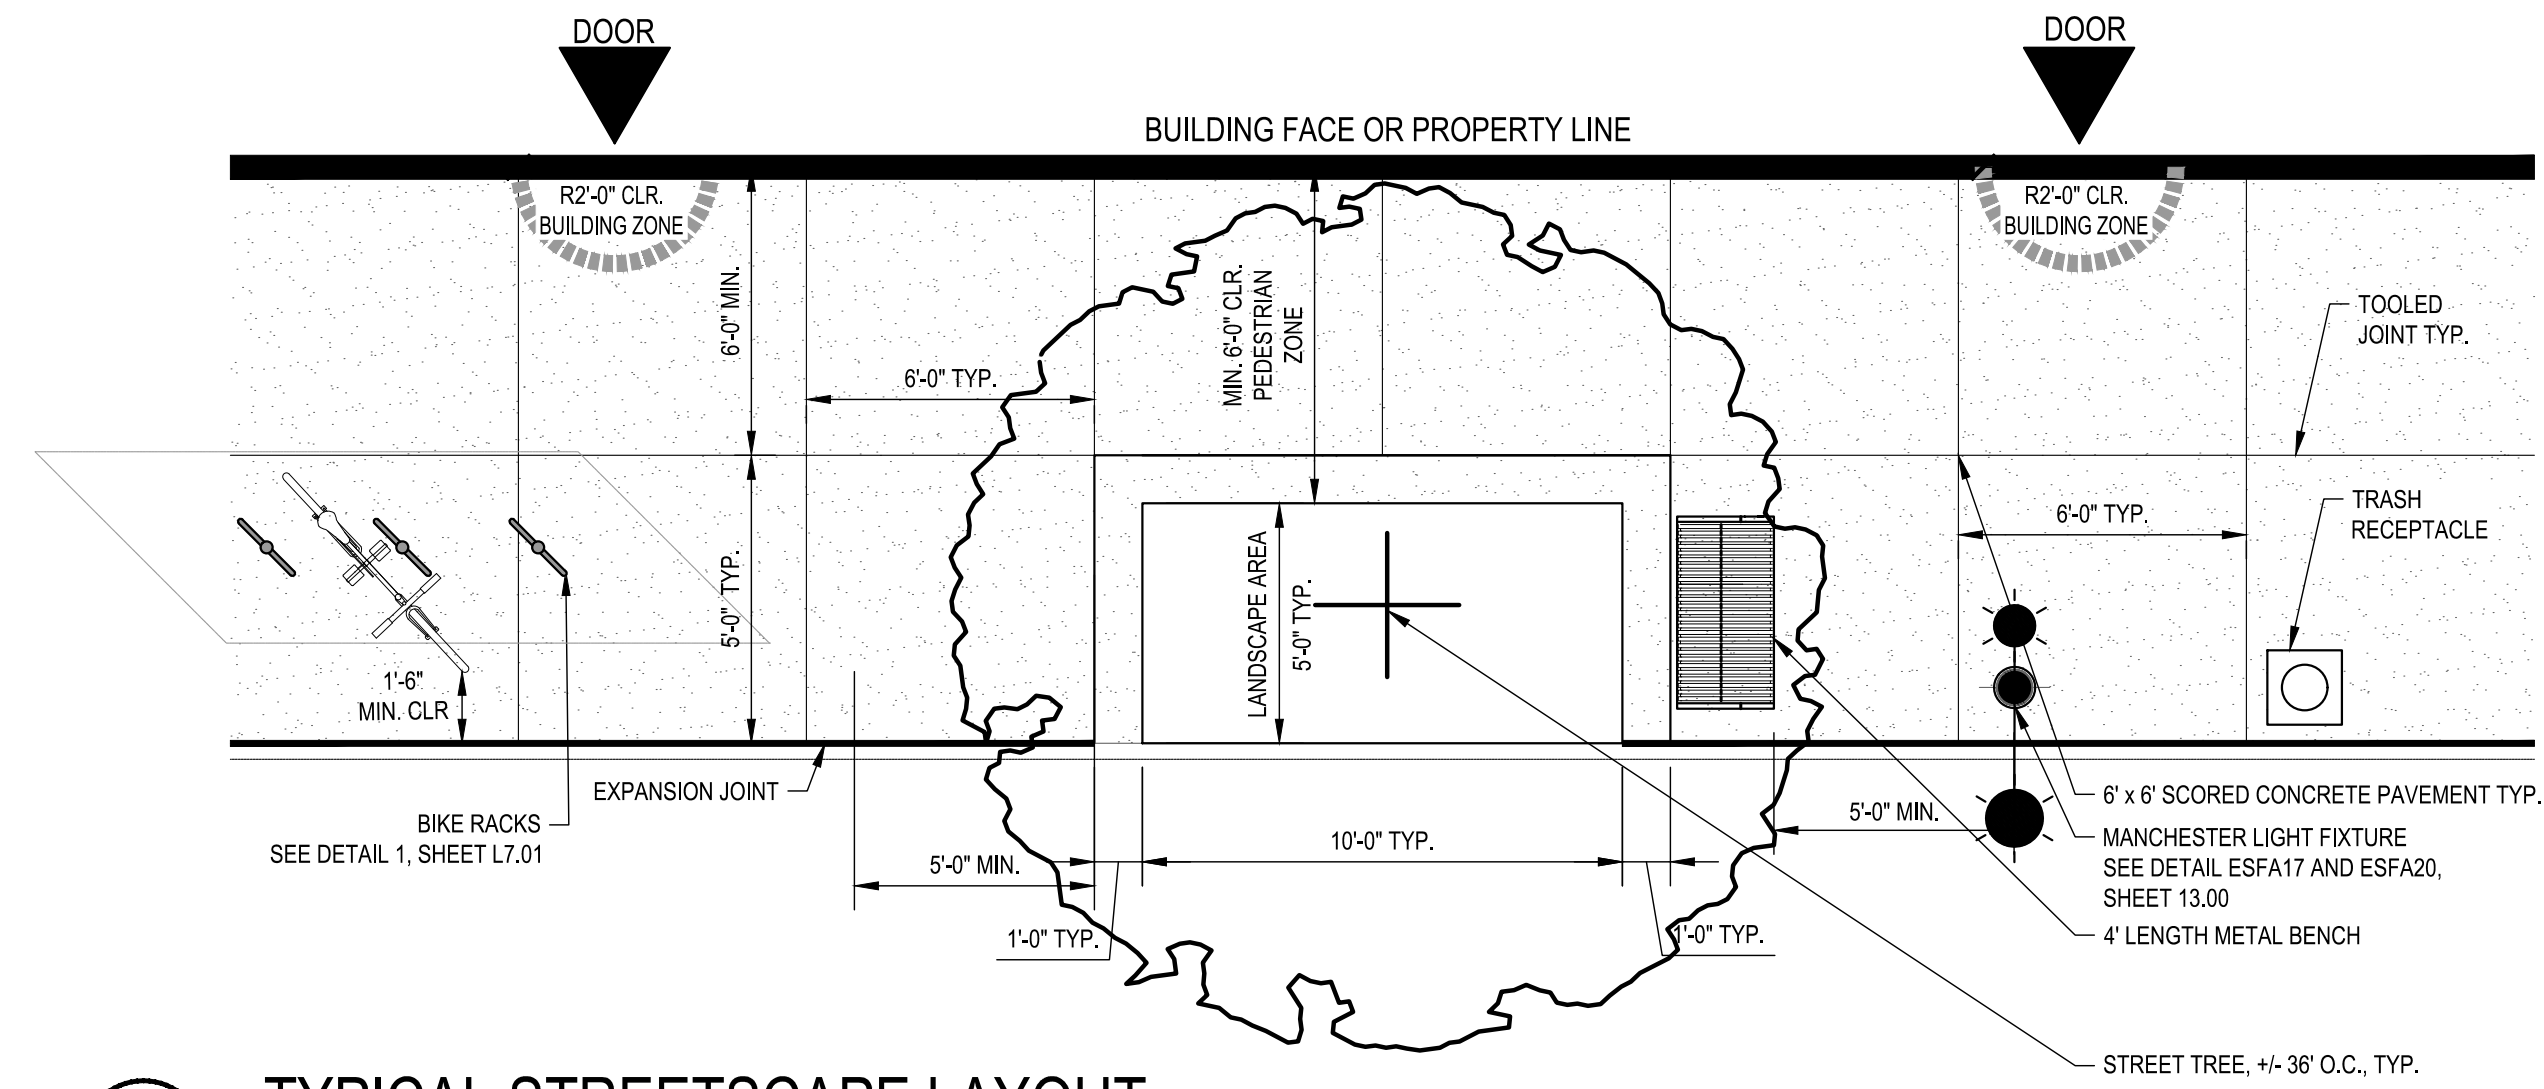 DOOR
DOOR
BUILDING FACE OR PROPERTY LINE
R2'-0" CLR.
BUILDING ZONE
R2'-0" CLR.
BUILDING ZONE
6'-0" MIN.
MIN. 6'-0" CLR.
PEDESTRIAN
ZONE
6'-0" TYP.
TOOLED
JOINT TYP.
TRASH
RECEPTACLE
6'-0" TYP.
5'-0" TYP.
LANDSCAPE AREA
5'-0" TYP.
1'-6"
MIN. CLR
EXPANSION JOINT
BIKE RACKS
SEE DETAIL 1, SHEET L7.01
5'-0" MIN.
10'-0" TYP.
5'-0" MIN.
1'-0" TYP.
1'-0" TYP.
6' x 6' SCORED CONCRETE PAVEMENT TYP.
MANCHESTER LIGHT FIXTURE
SEE DETAIL ESFA17 AND ESFA20,
SHEET 13.00
4' LENGTH METAL BENCH
STREET TREE, +/- 36' O.C., TYP.
TYPICAL STREETSCAPE LAYOUT